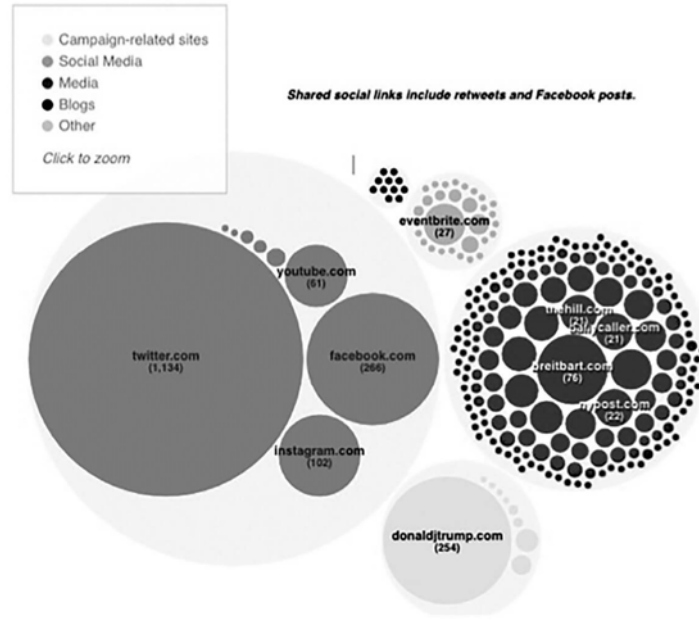 Campaign-related sites
Social Media
Media
Blogs
Other
Click to zoom
Shared social links include retweets and Facebook posts.
eventbrite.com
(27)
youtube.com
(61)
thehill.com
(21)
dailycaller.com
(21)
twitter.com
(1,134)
facebook.com
(266)
breitbart.com
(76)
nypost.com
(22)
instagram.com
(102)
donaldjtrump.com
(254)